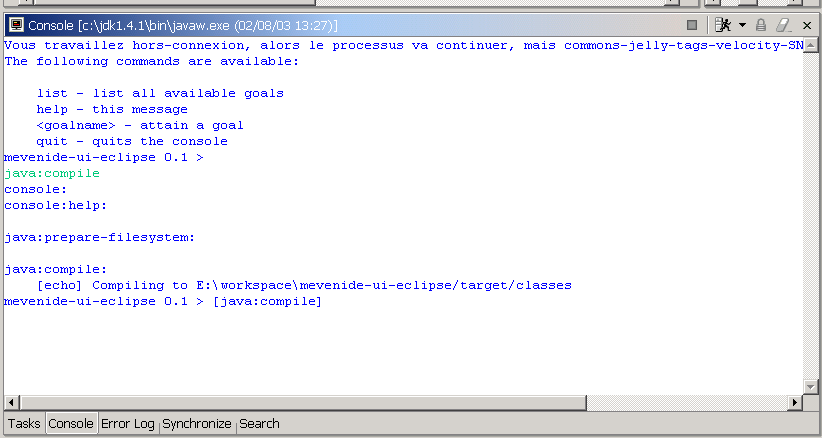 Console [c:\jdk1.4.1\bin\javaw.exe (02/08/03 13:27)]
Vous travaillez hors-connexion, alors le processus va continuer, mais commons-jelly-tags-velocity-SN
The following commands are available:
list - list all available goals
help - this message
<goalname> - attain a goal
quit - quits the console
mevenide-ui-eclipse 0.1 >
java:compile
console:
console:help:
java:prepare-filesystem:
java:compile:
[echo] Compiling to E:\workspace\mevenide-ui-eclipse/target/classes
mevenide-ui-eclipse 0.1 > [java:compile]
Tasks Console Error Log Synchronize Search